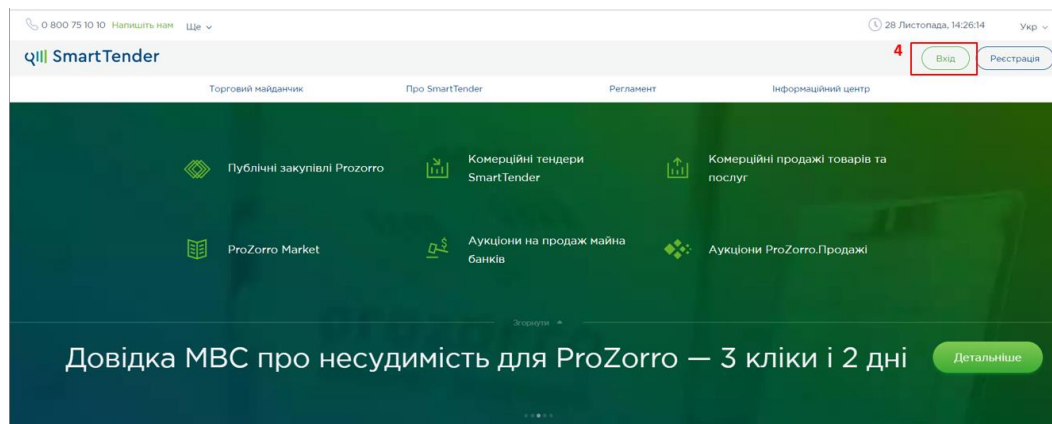 0 800 75 10 10 Напишіть нам Ще
28 Листопада, 14:26:14 Укр
SmartTender
4
Вхід
Реєстрація
Торговий майданчик Про SmartTender Регламент Інформаційний центр
Публічні закупівлі Prozorro
Комерційні тендери
SmartTender
Комерційні продажі товарів та
послуг
ProZorro Market
Аукціони на продаж майна
банків
Аукціони ProZorro.Продажі
Згорнути
Довідка МВС про несудимість для ProZorro — 3 кліки і 2 дні
Детальніше